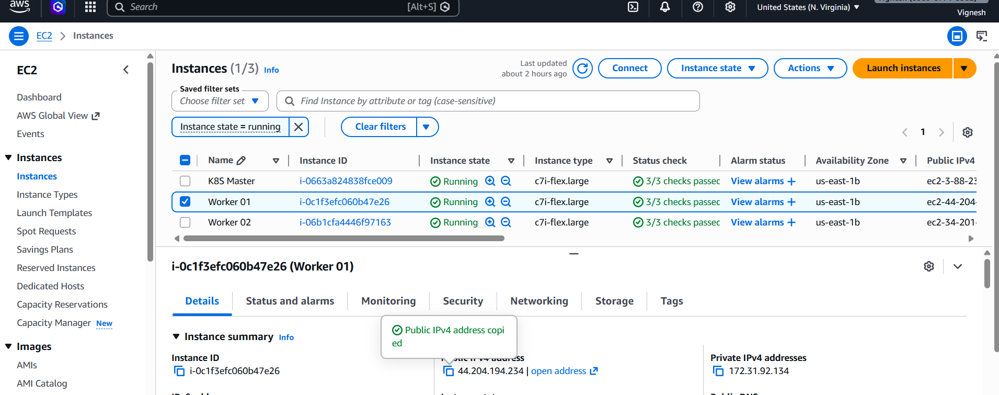 aws
Search [Alt+S]
United States (N. Virginia)
Vignesh
EC2 Instances
EC2
Dashboard
AWS Global View
Events
Instances
Instances
Instance Types
Launch Templates
Spot Requests
Savings Plans
Reserved Instances
Dedicated Hosts
Capacity Reservations
Capacity Manager New
Images
AMIs
AMI Catalog
Instances (1/3) Info
Last updated
about 2 hours ago
Connect
Instance state
Actions
Launch instances
Saved filter sets
Choose filter set
Find Instance by attribute or tag (case-sensitive)
Instance state = running
Clear filters
1
Name Instance ID Instance state Instance type Status check Alarm status Availability Zone Public IPv4
K8S Master i-0663a824838fce009 Running c7i-flex.large 3/3 checks passec View alarms + us-east-1b ec2-3-88-23
Worker 01 i-0c1f3efc060b47e26 Running c7i-flex.large 3/3 checks passec View alarms + us-east-1b ec2-44-204-
Worker 02 i-06b1cfa4446f97163 Running c7i-flex.large 3/3 checks passec View alarms + us-east-1b ec2-34-201-
i-0c1f3efc060b47e26 (Worker 01)
Details
Status and alarms
Monitoring
Security
Networking
Storage
Tags
Public IPv4 address copi
ed
Instance summary Info
Instance ID
i-0c1f3efc060b47e26
address
44.204.194.234 | open address
Private IPv4 addresses
172.31.92.134